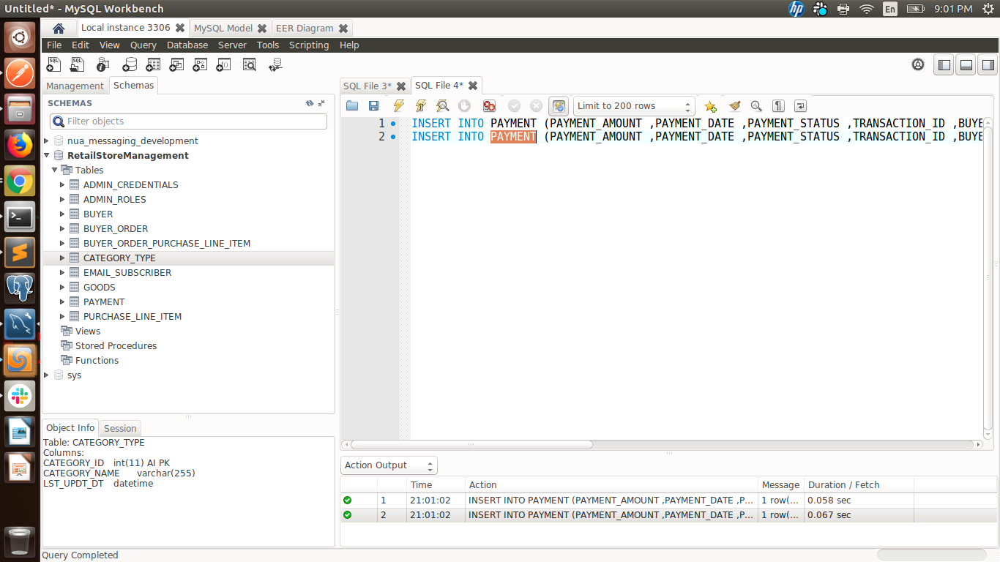 Untitled* - MySQL Workbench
En
9:01 PM
Local instance 3306
MySQL Model
EER Diagram
File Edit View Query Database Server Tools Scripting Help
Management
Schemas
SQL File 3*
SQL File 4*
SCHEMAS
Filter objects
Limit to 200 rows
nua_messaging_development
RetailStoreManagement
Tables
ADMIN_CREDENTIALS
ADMIN_ROLES
BUYER
BUYER_ORDER
BUYER_ORDER_PURCHASE_LINE_ITEM
CATEGORY_TYPE
EMAIL_SUBSCRIBER
GOODS
PAYMENT
PURCHASE_LINE_ITEM
Views
Stored Procedures
Functions
sys
1 INSERT INTO PAYMENT (PAYMENT_AMOUNT ,PAYMENT_DATE ,PAYMENT_STATUS ,TRANSACTION_ID ,BUYE
2 INSERT INTO PAYMENT (PAYMENT_AMOUNT ,PAYMENT_DATE ,PAYMENT_STATUS ,TRANSACTION_ID ,BUYE
Object Info
Session
Table: CATEGORY_TYPE
Columns:
CATEGORY_ID int(11) AI PK
CATEGORY_NAME varchar(255)
LST_UPDT_DT datetime
Action Output
Time Action Message Duration / Fetch
1 21:01:02 INSERT INTO PAYMENT (PAYMENT_AMOUNT ,PAYMENT_DATE ,P... 1 row(... 0.058 sec
2 21:01:02 INSERT INTO PAYMENT (PAYMENT_AMOUNT ,PAYMENT_DATE ,P... 1 row(... 0.067 sec
Query Completed